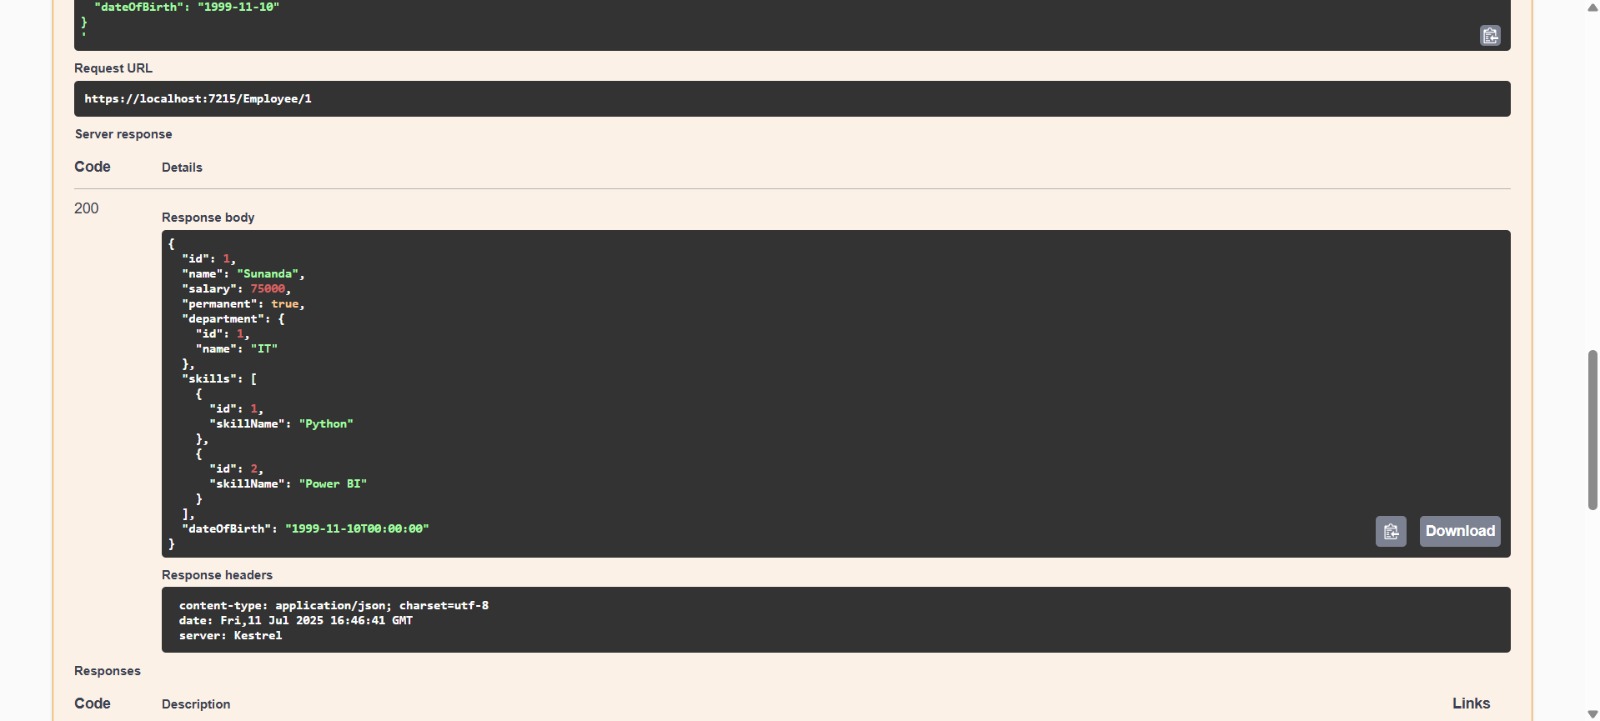 "dateOfBirth": "1999-11-10"
}
'
Request URL
https://localhost:7215/Employee/1
Server response
Code Details
200
Response body
{
  "id": 1,
  "name": "Sunanda",
  "salary": 75000,
  "permanent": true,
  "department": {
    "id": 1,
    "name": "IT"
  },
  "skills": [
    {
      "id": 1,
      "skillName": "Python"
    },
    {
      "id": 2,
      "skillName": "Power BI"
    }
  ],
  "dateOfBirth": "1999-11-10T00:00:00"
}
Download
Response headers
content-type: application/json; charset=utf-8
date: Fri,11 Jul 2025 16:46:41 GMT
server: Kestrel
Responses
Code Description Links